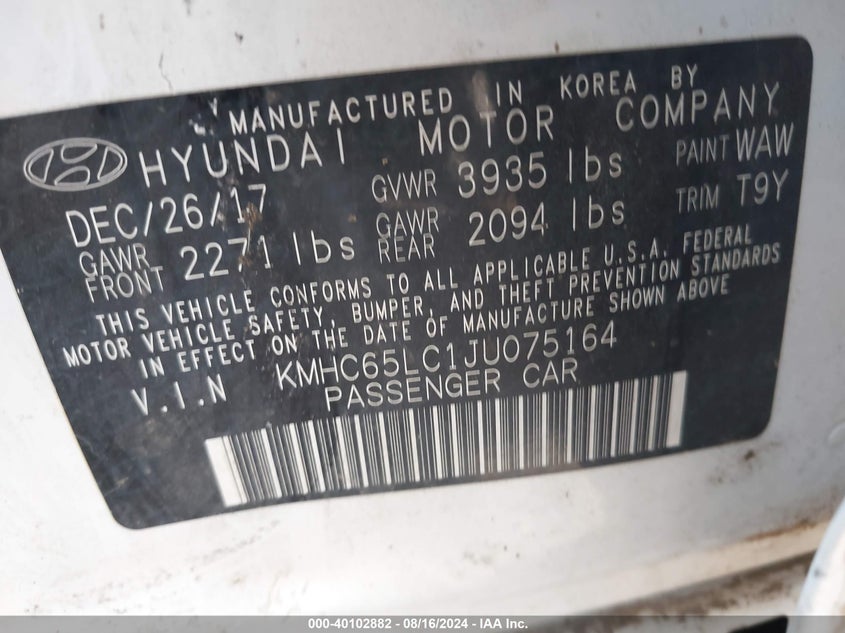 MANUFACTURED IN KOREA BY
HYUNDAI MOTOR COMPANY
DEC/26/17 GVWR 3935 lbs PAINT WAW
GAWR FRONT 2271 lbs GAWR REAR 2094 lbs TRIM T9Y
THIS VEHICLE CONFORMS TO ALL APPLICABLE U.S.A. FEDERAL
MOTOR VEHICLE SAFETY, BUMPER, AND THEFT PREVENTION STANDARDS
IN EFFECT ON THE DATE OF MANUFACTURE SHOWN ABOVE
V.I.N KMHC65LC1JU075164
PASSENGER CAR
000-40102882 - 08/16/2024 - IAA Inc.